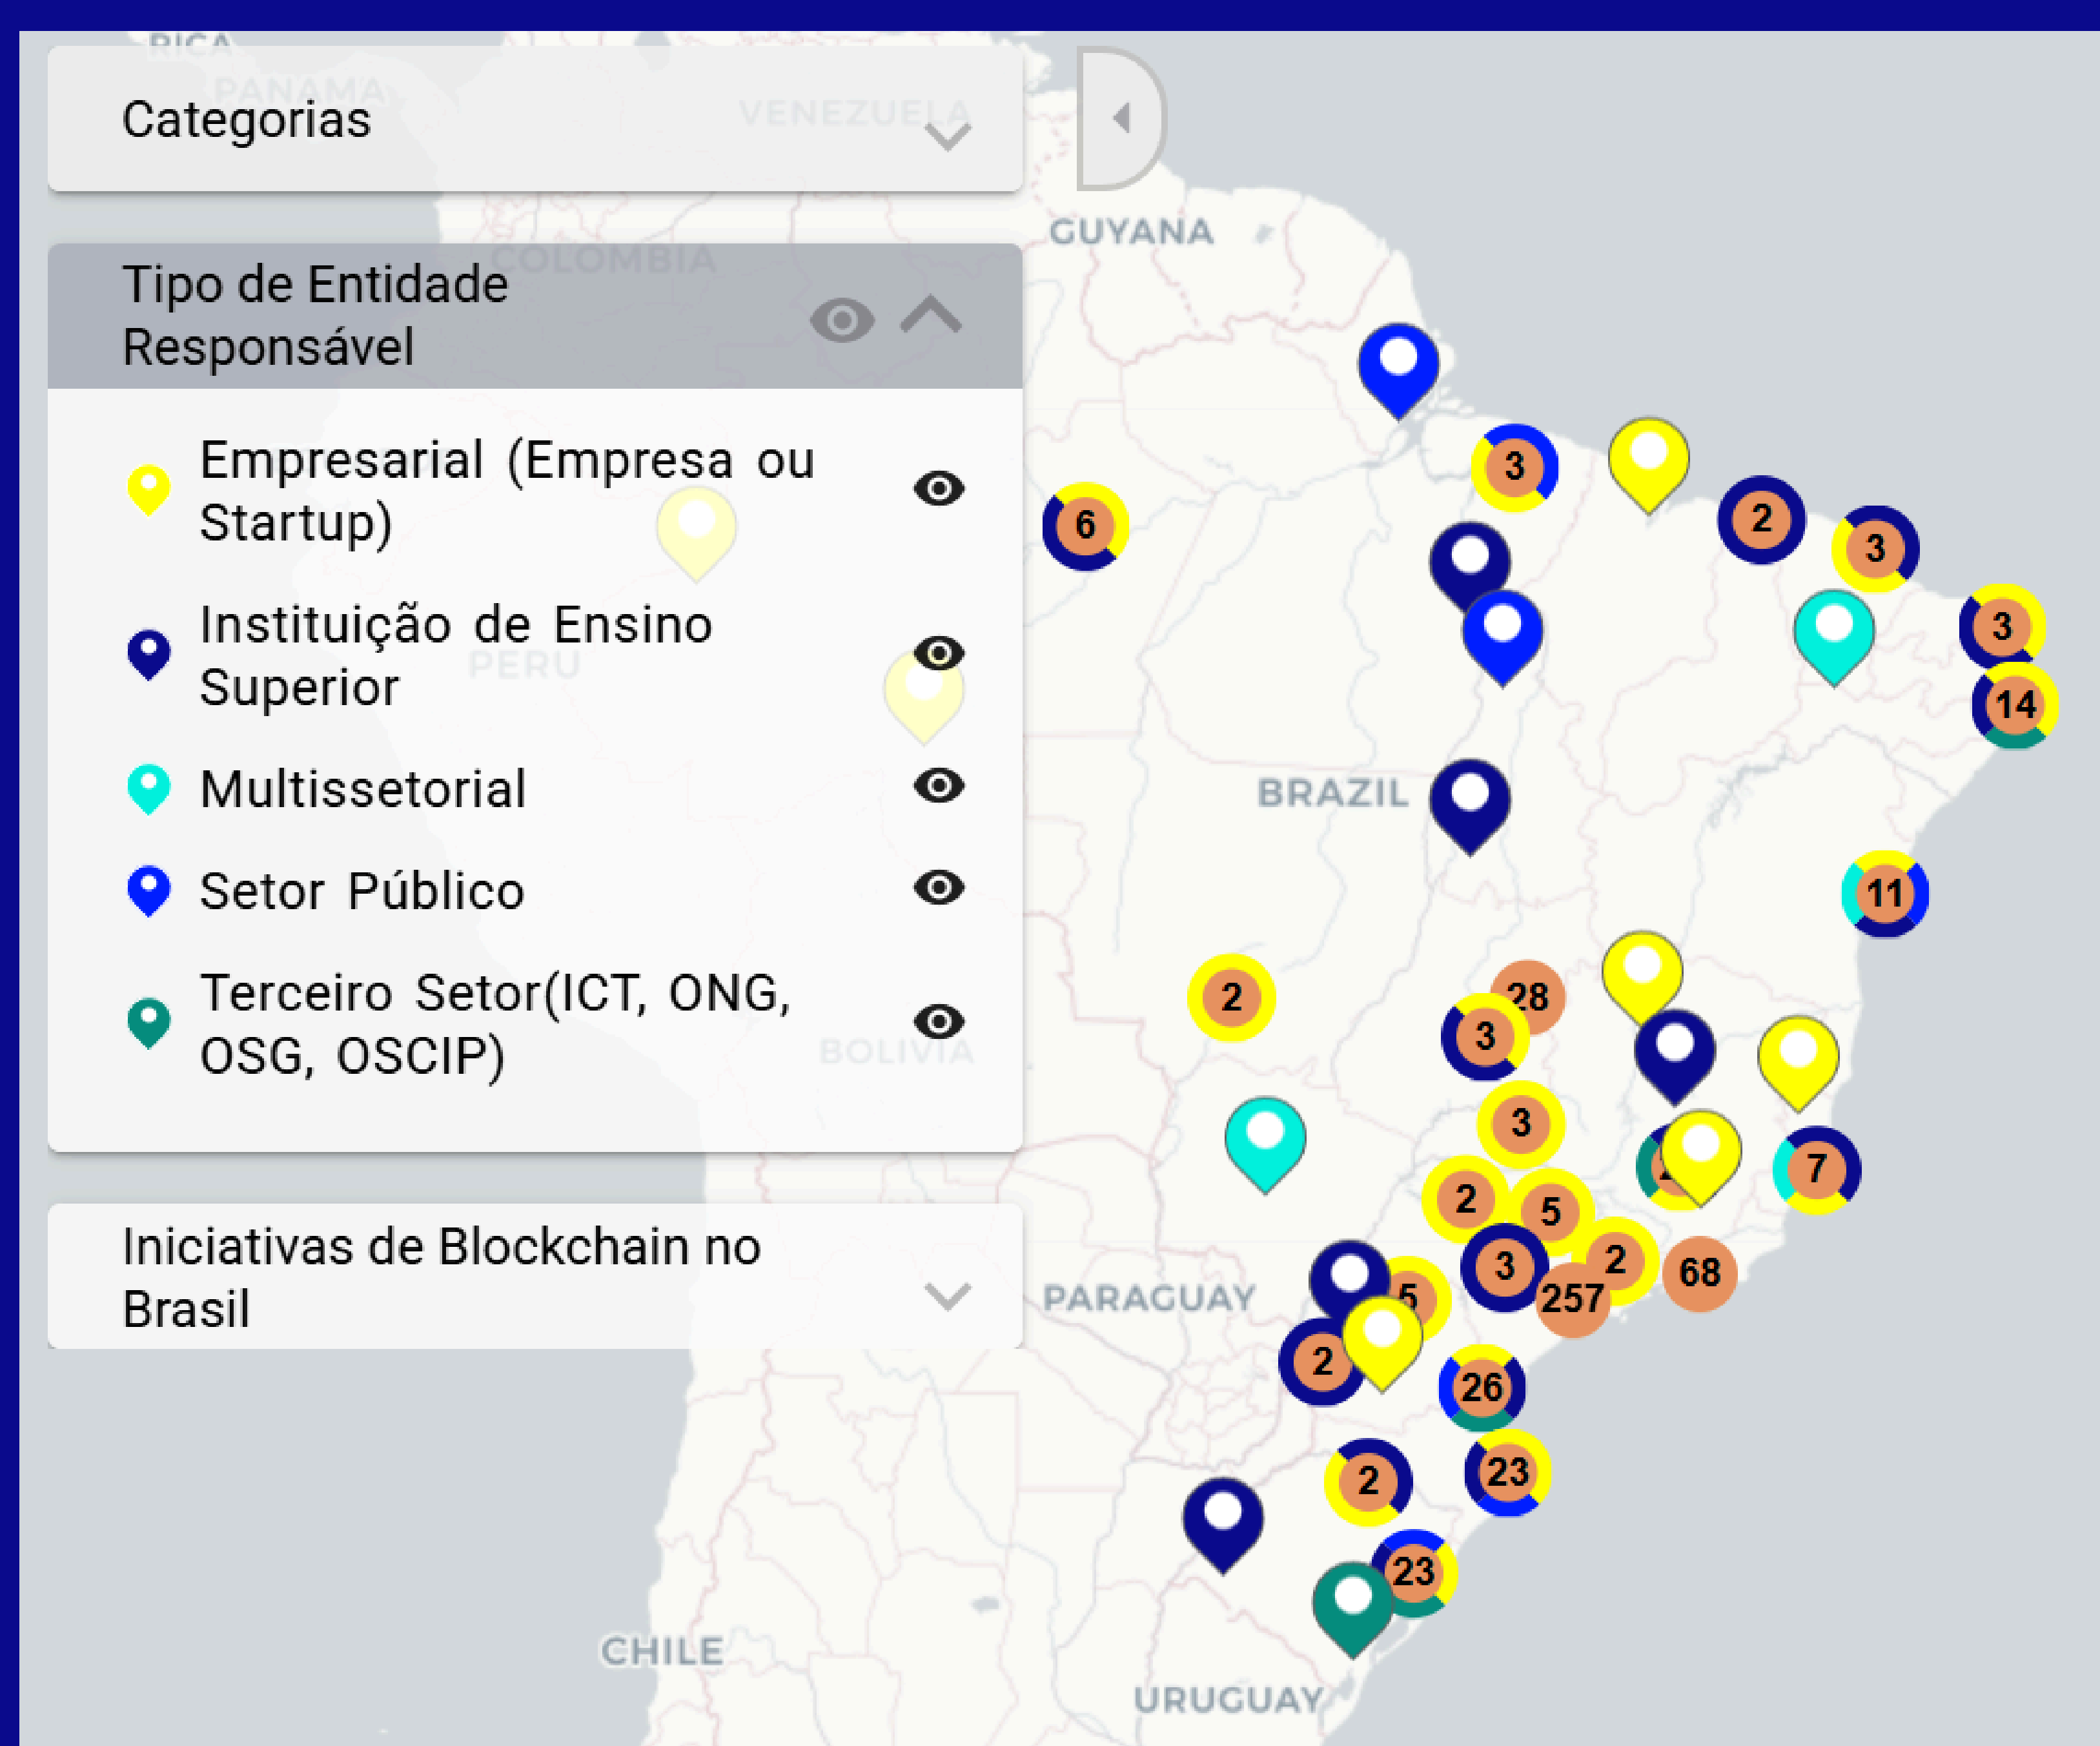 RICA
PANAMA
VENEZUELA
Categorias
GUYANA
COLOMBIA
Tipo de Entidade
Responsável
Empresarial (Empresa ou
Startup)
Instituição de Ensino
Superior
PERU
Multissetorial
Setor Público
Terceiro Setor(ICT, ONG,
OSG, OSCIP)
BOLIVIA
Iniciativas de Blockchain no
Brasil
3
6
2
3
3
14
BRAZIL
11
2
28
3
3
7
2
5
3
2
68
257
PARAGUAY
5
2
26
23
2
23
CHILE
URUGUAY